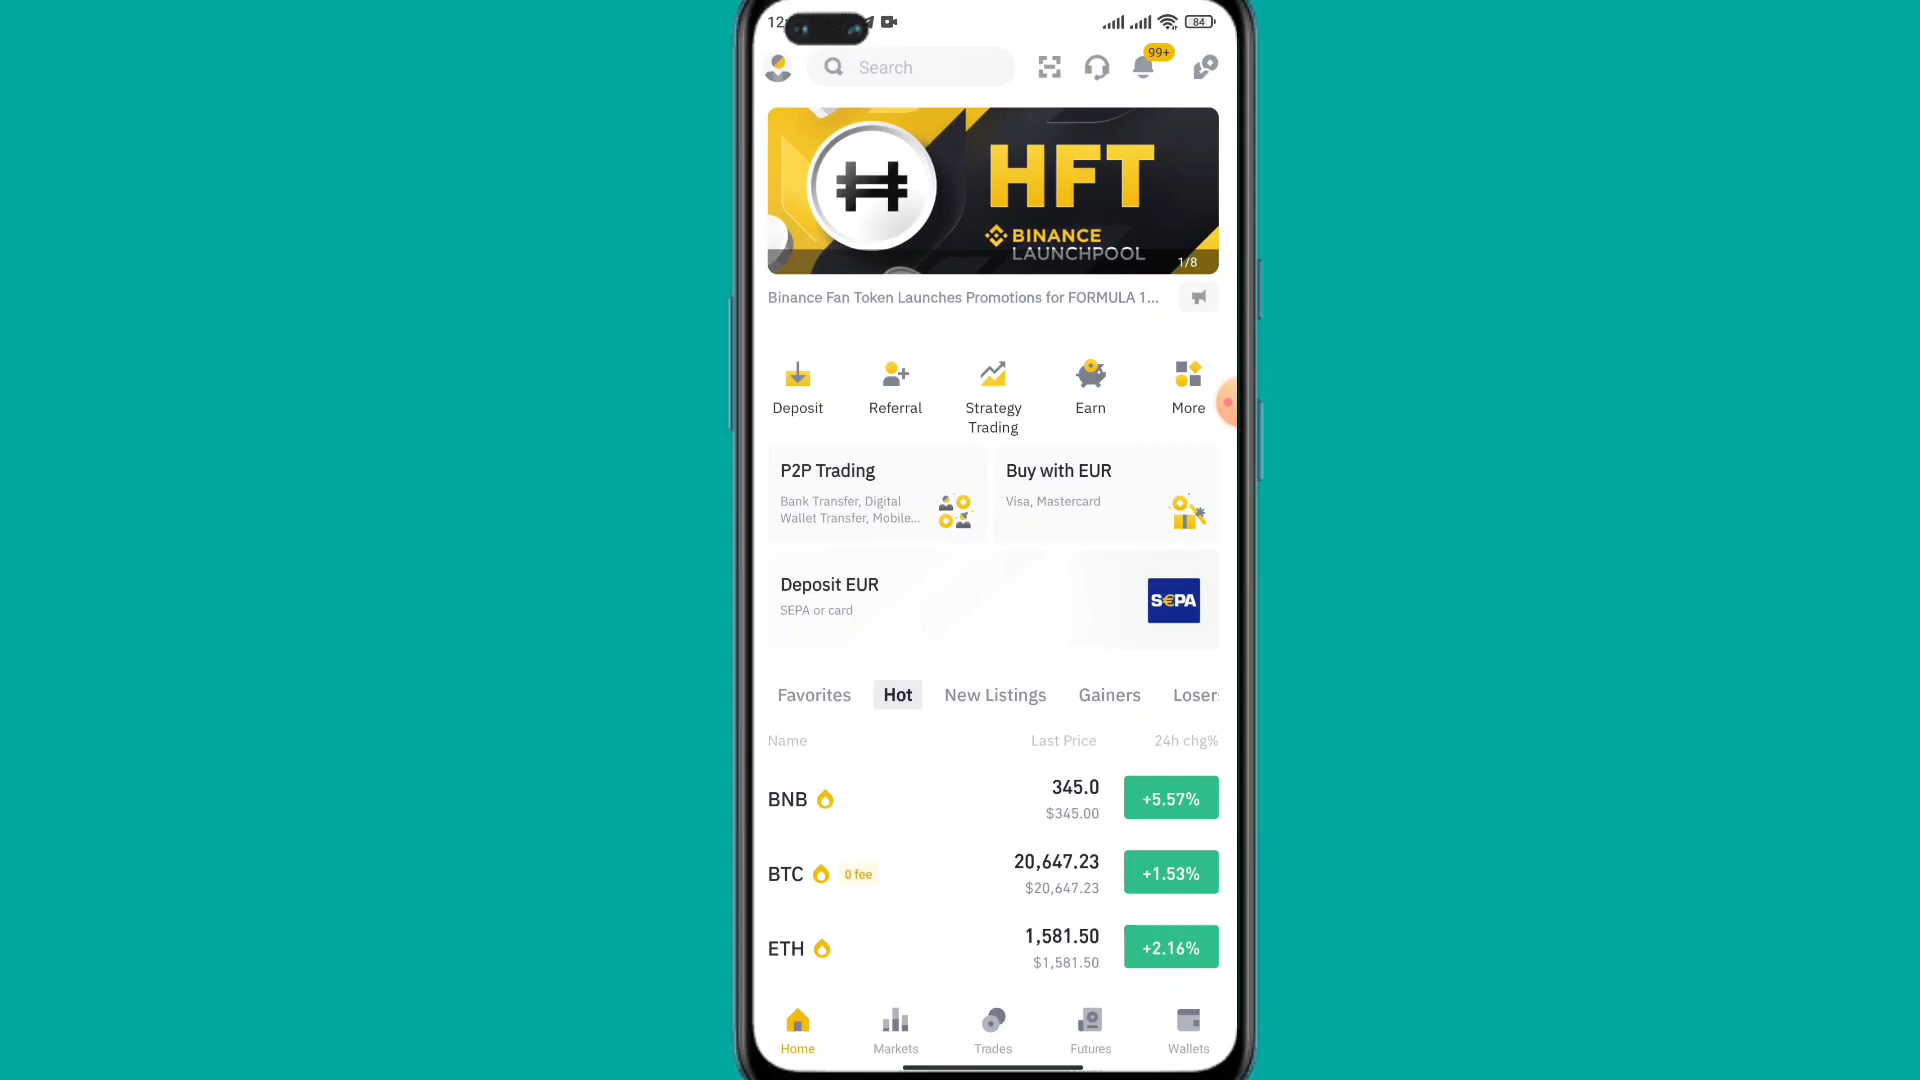 12
84
Search
99+
HFT
BINANCE
LAUNCHPOOL
1/8
Binance Fan Token Launches Promotions for FORMULA 1...
Deposit
Referral
Strategy
Trading
Earn
More
P2P Trading
Bank Transfer, Digital
Wallet Transfer, Mobile...
Buy with EUR
Visa, Mastercard
Deposit EUR
SEPA or card
S€PA
Favorites Hot New Listings Gainers Loser
Name Last Price 24h chg%
BNB 345.0 +5.57%
$345.00
BTC 0 fee 20,647.23 +1.53%
$20,647.23
ETH 1,581.50 +2.16%
$1,581.50
Home Markets Trades Futures Wallets